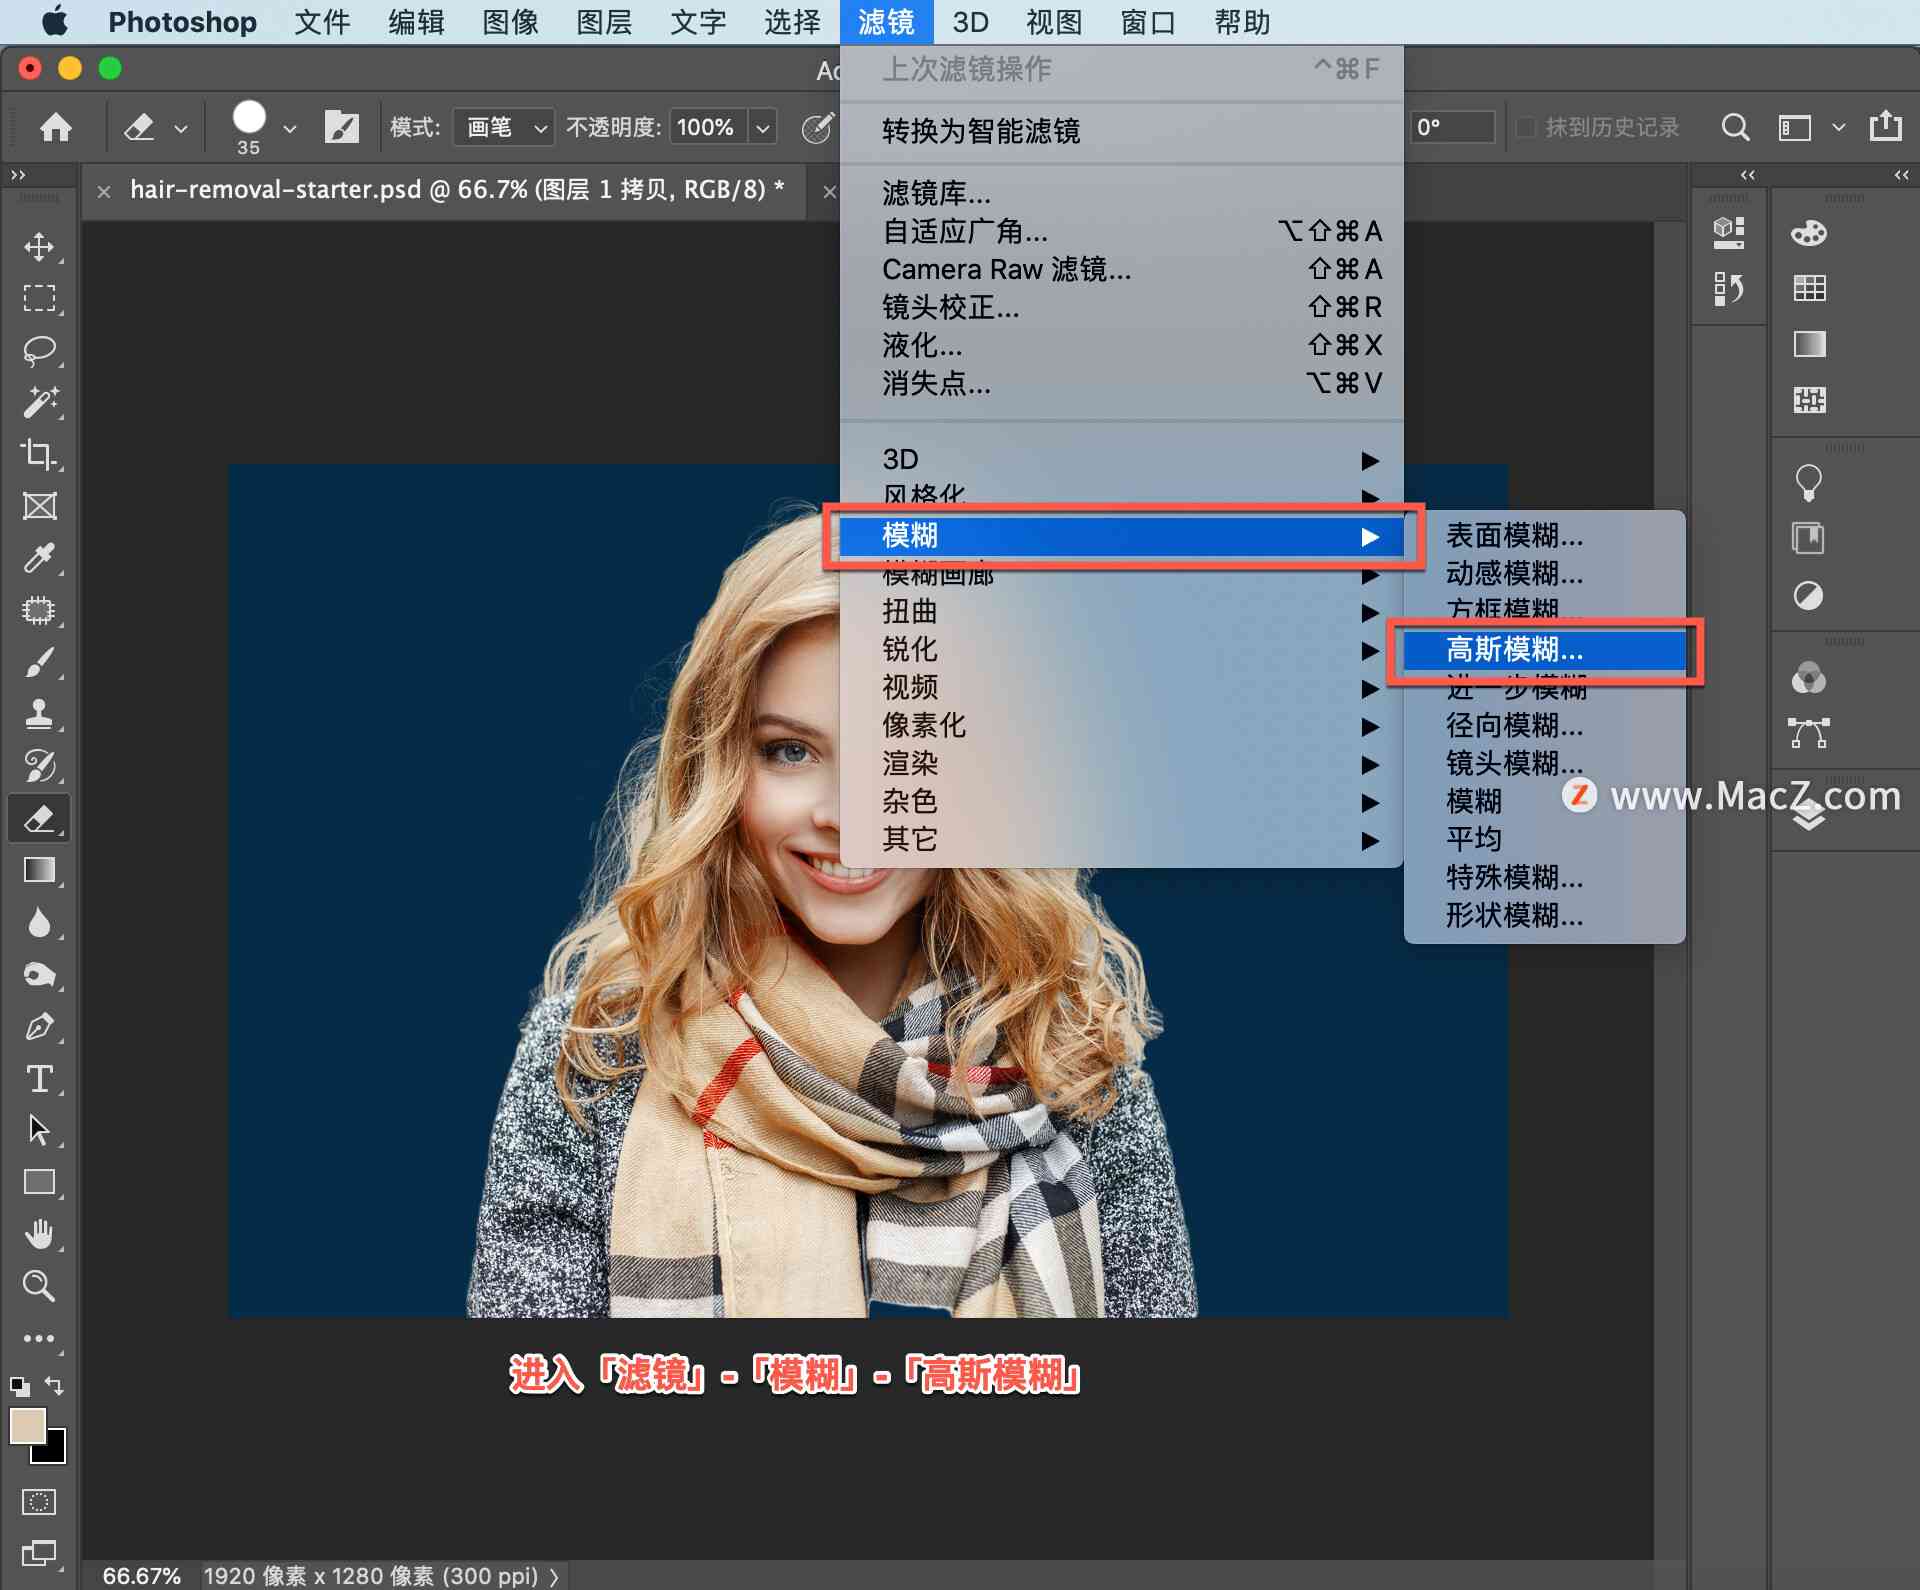 Photoshop 文件 编辑 图像 图层 文字 选择 滤镜 3D 视图 窗口 帮助
上次滤镜操作 ^⌘F
35 模式: 画笔 不透明度: 100% 0° 抹到历史记录
转换为智能滤镜
hair-removal-starter.psd @ 66.7% (图层 1 拷贝, RGB/8) *
滤镜库...
自适应广角... ⌥⇧⌘A
Camera Raw 滤镜... ⇧⌘A
镜头校正... ⇧⌘R
液化... ⇧⌘X
消失点... ⌥⌘V
3D
风格化
模糊
模糊画廊
扭曲
锐化
视频
像素化
渲染
杂色
其它
表面模糊...
动感模糊...
方框模糊...
高斯模糊...
进一步模糊
径向模糊...
镜头模糊...
模糊
平均
特殊模糊...
形状模糊...
Z www.MacZ.com
进入「滤镜」-「模糊」-「高斯模糊」
66.67% 1920 像素 x 1280 像素 (300 ppi)